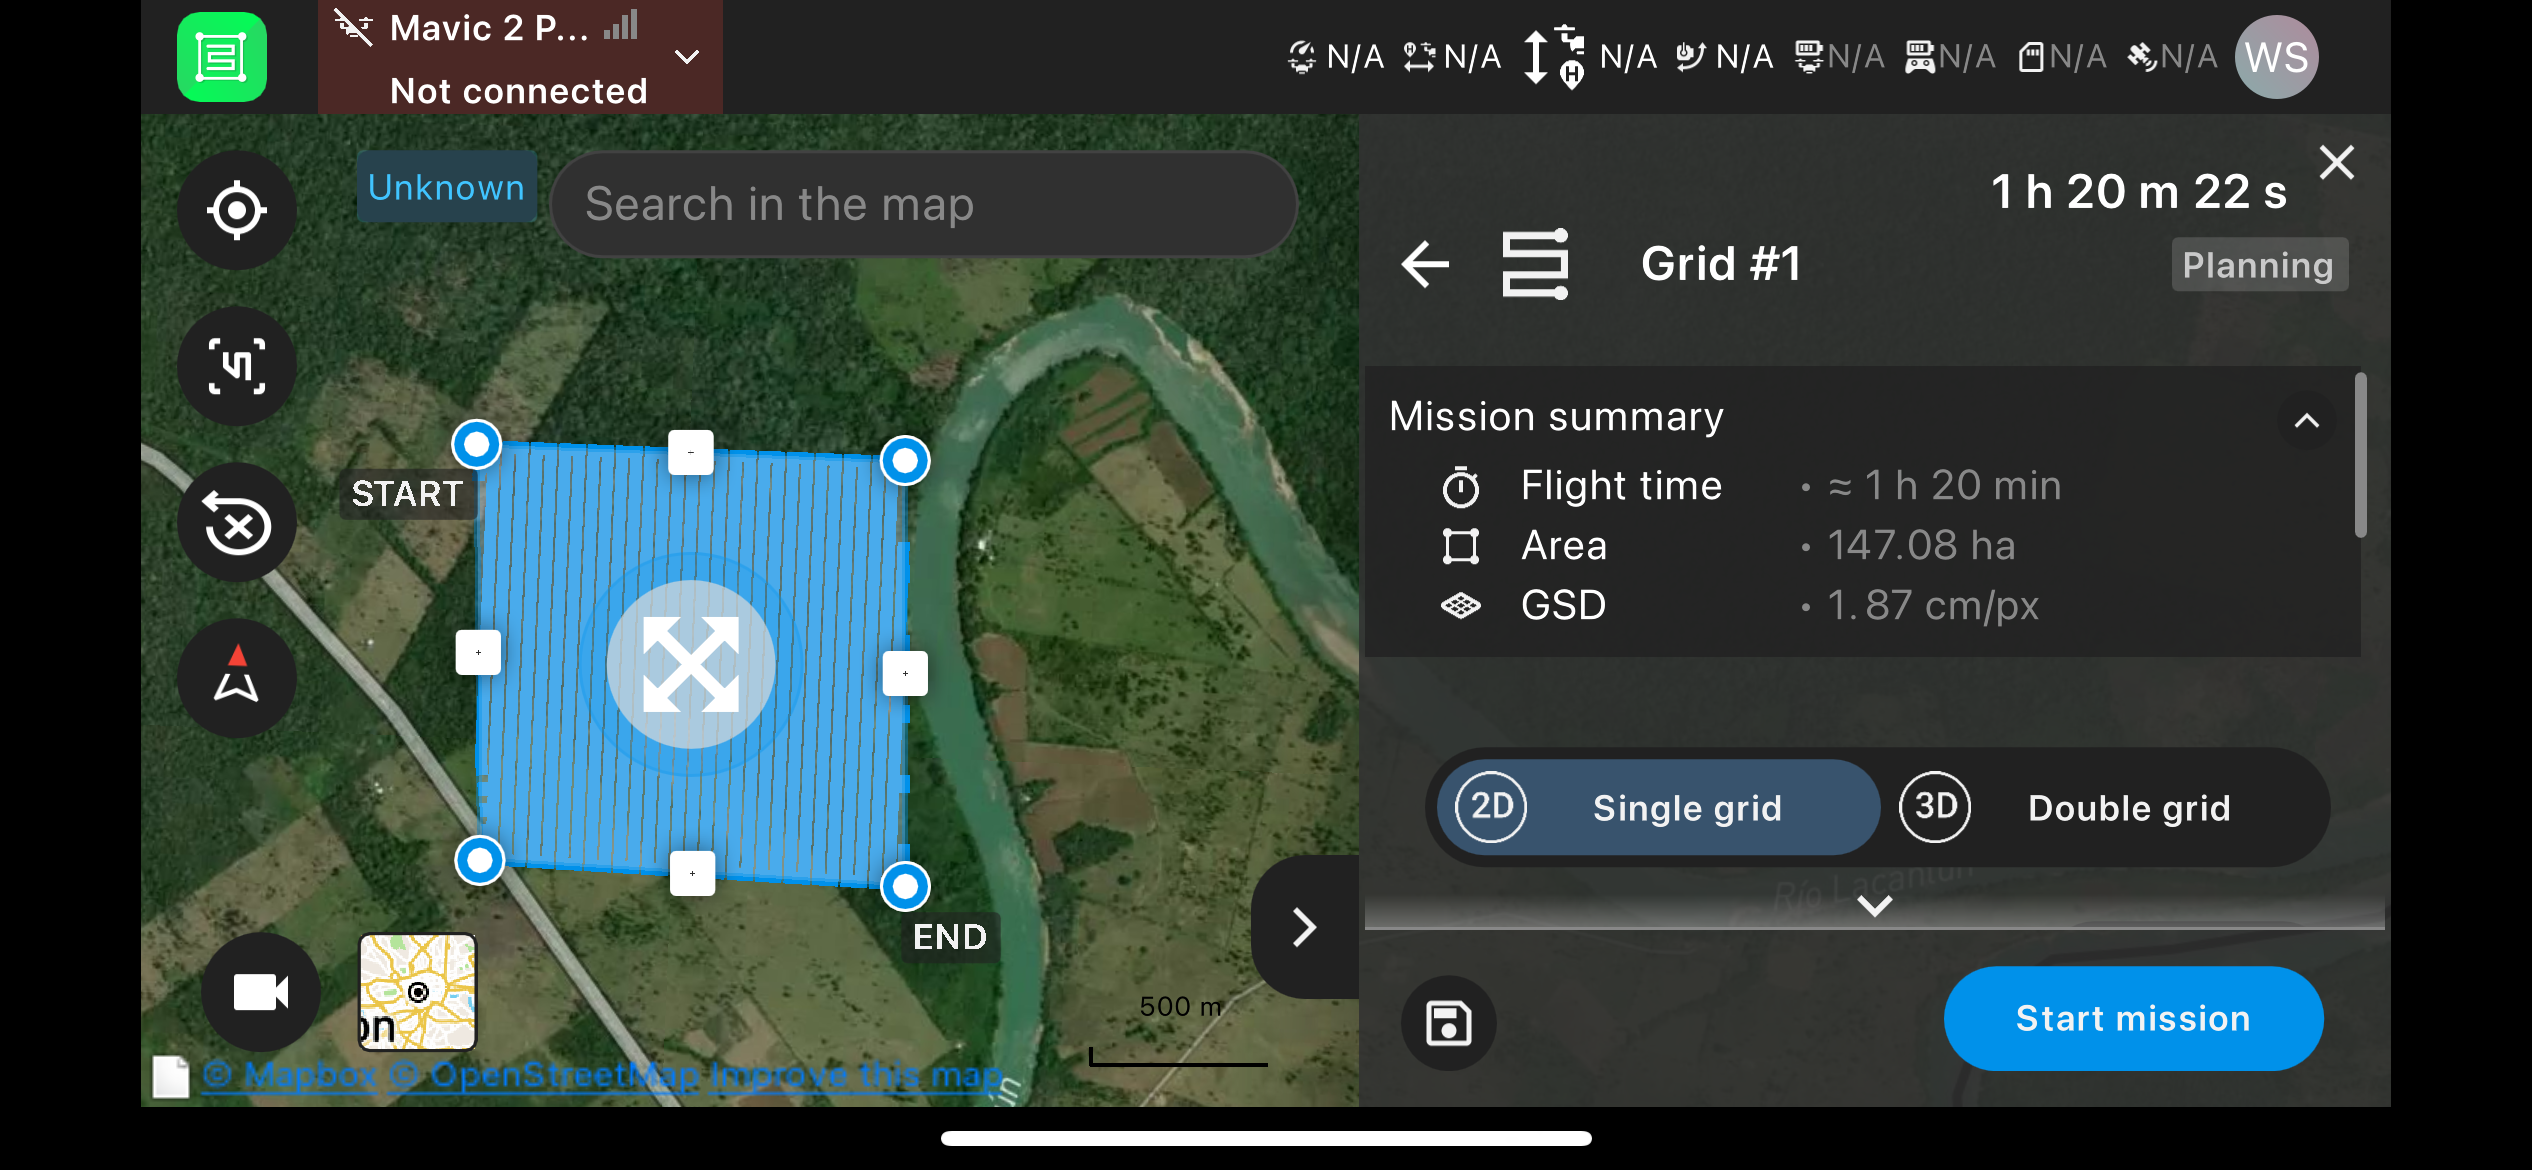 Mavic 2 P...
Not connected
N/A
N/A
N/A
N/A
N/A
N/A
N/A
N/A
WS
Unknown
Search in the map
START
END
500 m
© Mapbox © OpenStreetMap Improve this map
1 h 20 m 22 s
Grid #1
Planning
Mission summary
Flight time • ≈ 1 h 20 min
Area • 147.08 ha
GSD • 1.87 cm/px
2D Single grid
3D Double grid
Río Lacantún
Start mission